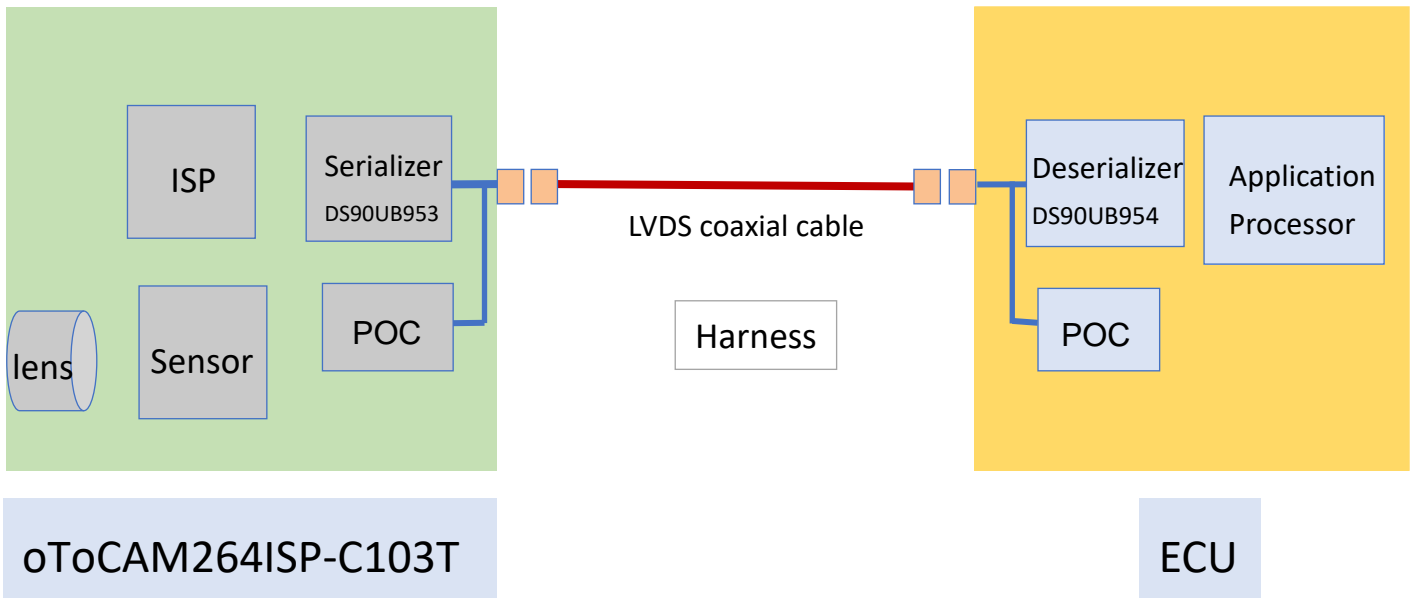 ISP
Serializer
DS90UB953
POC
lens
Sensor
LVDS coaxial cable
Harness
Deserializer
DS90UB954
Application
Processor
POC
oToCAM264ISP-C103T
ECU